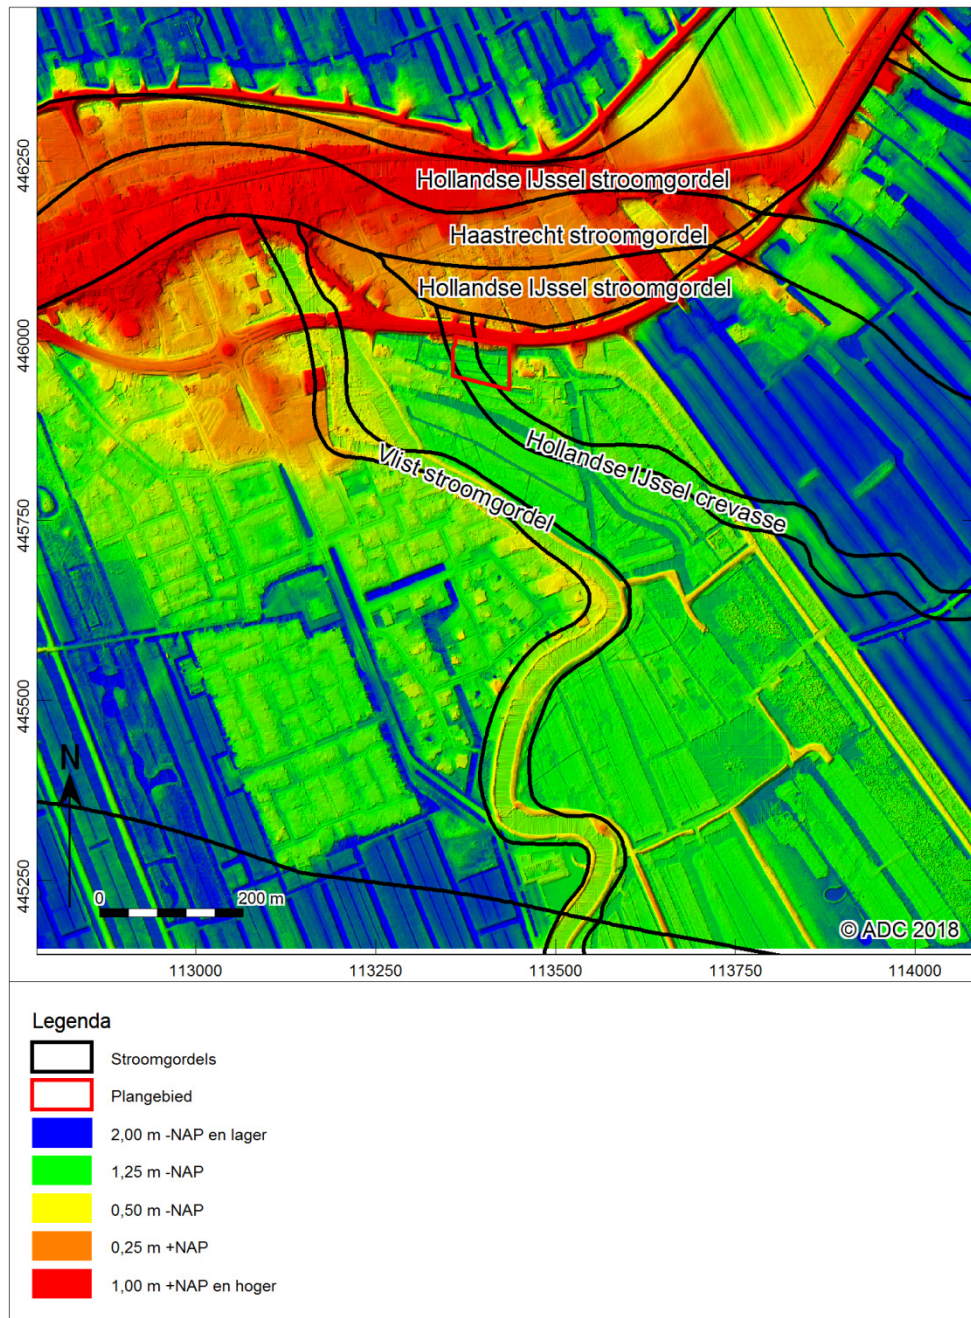 Hollandse IJssel stroomgordel
Haastrecht stroomgordel
Hollandse IJssel stroomgordel
Vlist stroomgordel
Hollandse IJssel crevasse
446250
446000
445750
445500
445250
N
0 200 m
© ADC 2018
113000 113250 113500 113750 114000
Legenda
Stroomgordels
Plangebied
2,00 m -NAP en lager
1,25 m -NAP
0,50 m -NAP
0,25 m +NAP
1,00 m +NAP en hoger